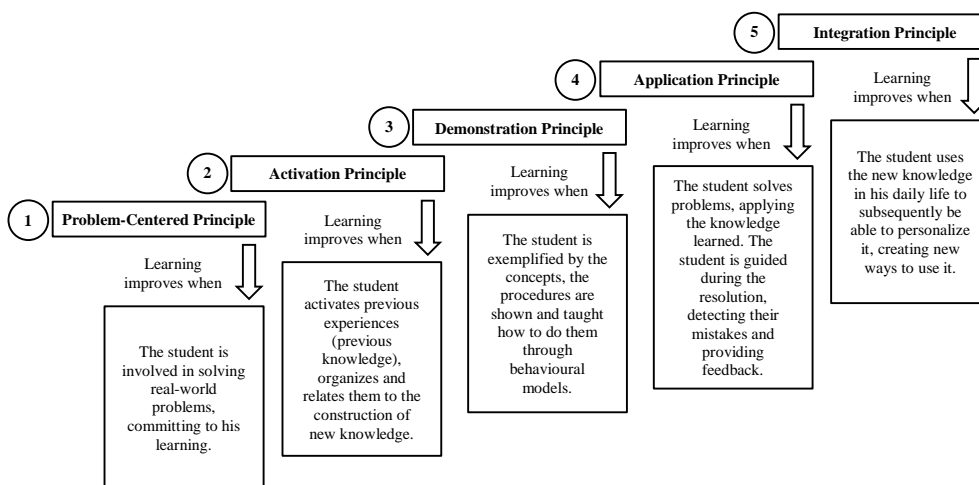 1
Problem-Centered Principle
Learning
improves when
The student is
involved in solving
real-world
problems,
committing to his
learning.
2
Activation Principle
Learning
improves when
The student
activates previous
experiences
(previous
knowledge),
organizes and
relates them to the
construction of
new knowledge.
3
Demonstration Principle
Learning
improves when
The student is
exemplified by the
concepts, the
procedures are
shown and taught
how to do them
through
behavioural
models.
4
Application Principle
Learning
improves when
The student solves
problems, applying
the knowledge
learned. The
student is guided
during the
resolution,
detecting their
mistakes and
providing
feedback.
5
Integration Principle
Learning
improves when
The student uses
the new knowledge
in his daily life to
subsequently be
able to personalize
it, creating new
ways to use it.